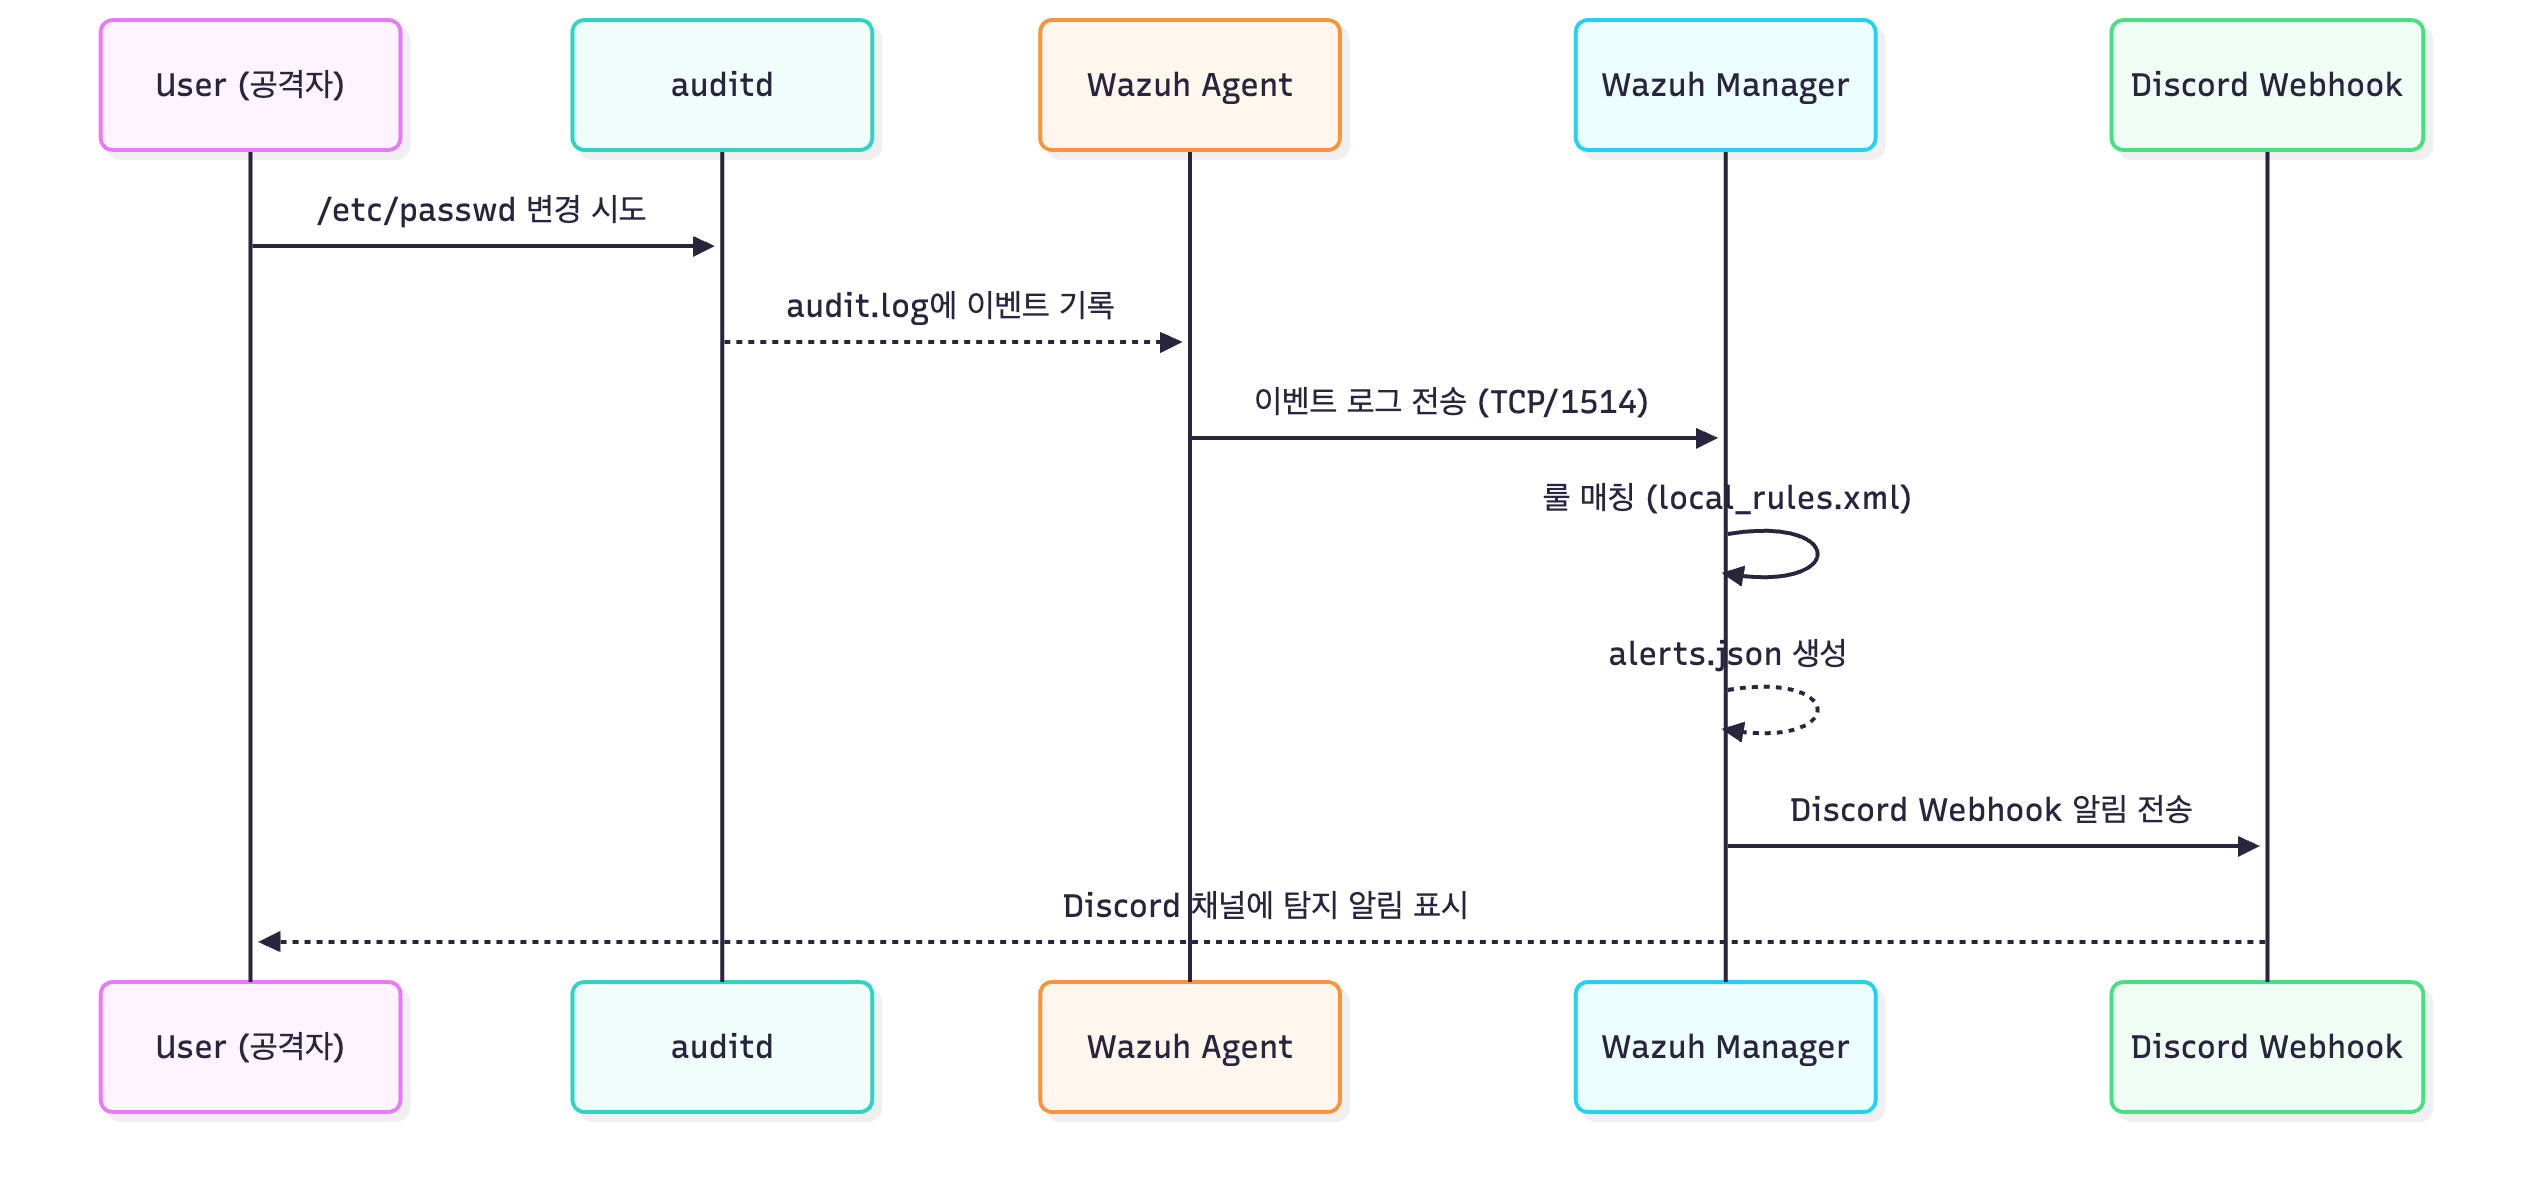 User (공격자)
auditd
Wazuh Agent
Wazuh Manager
Discord Webhook
/etc/passwd 변경 시도
audit.log에 이벤트 기록
이벤트 로그 전송 (TCP/1514)
룰 매칭 (local_rules.xml)
alerts.json 생성
Discord Webhook 알림 전송
Discord 채널에 탐지 알림 표시
User (공격자)
auditd
Wazuh Agent
Wazuh Manager
Discord Webhook